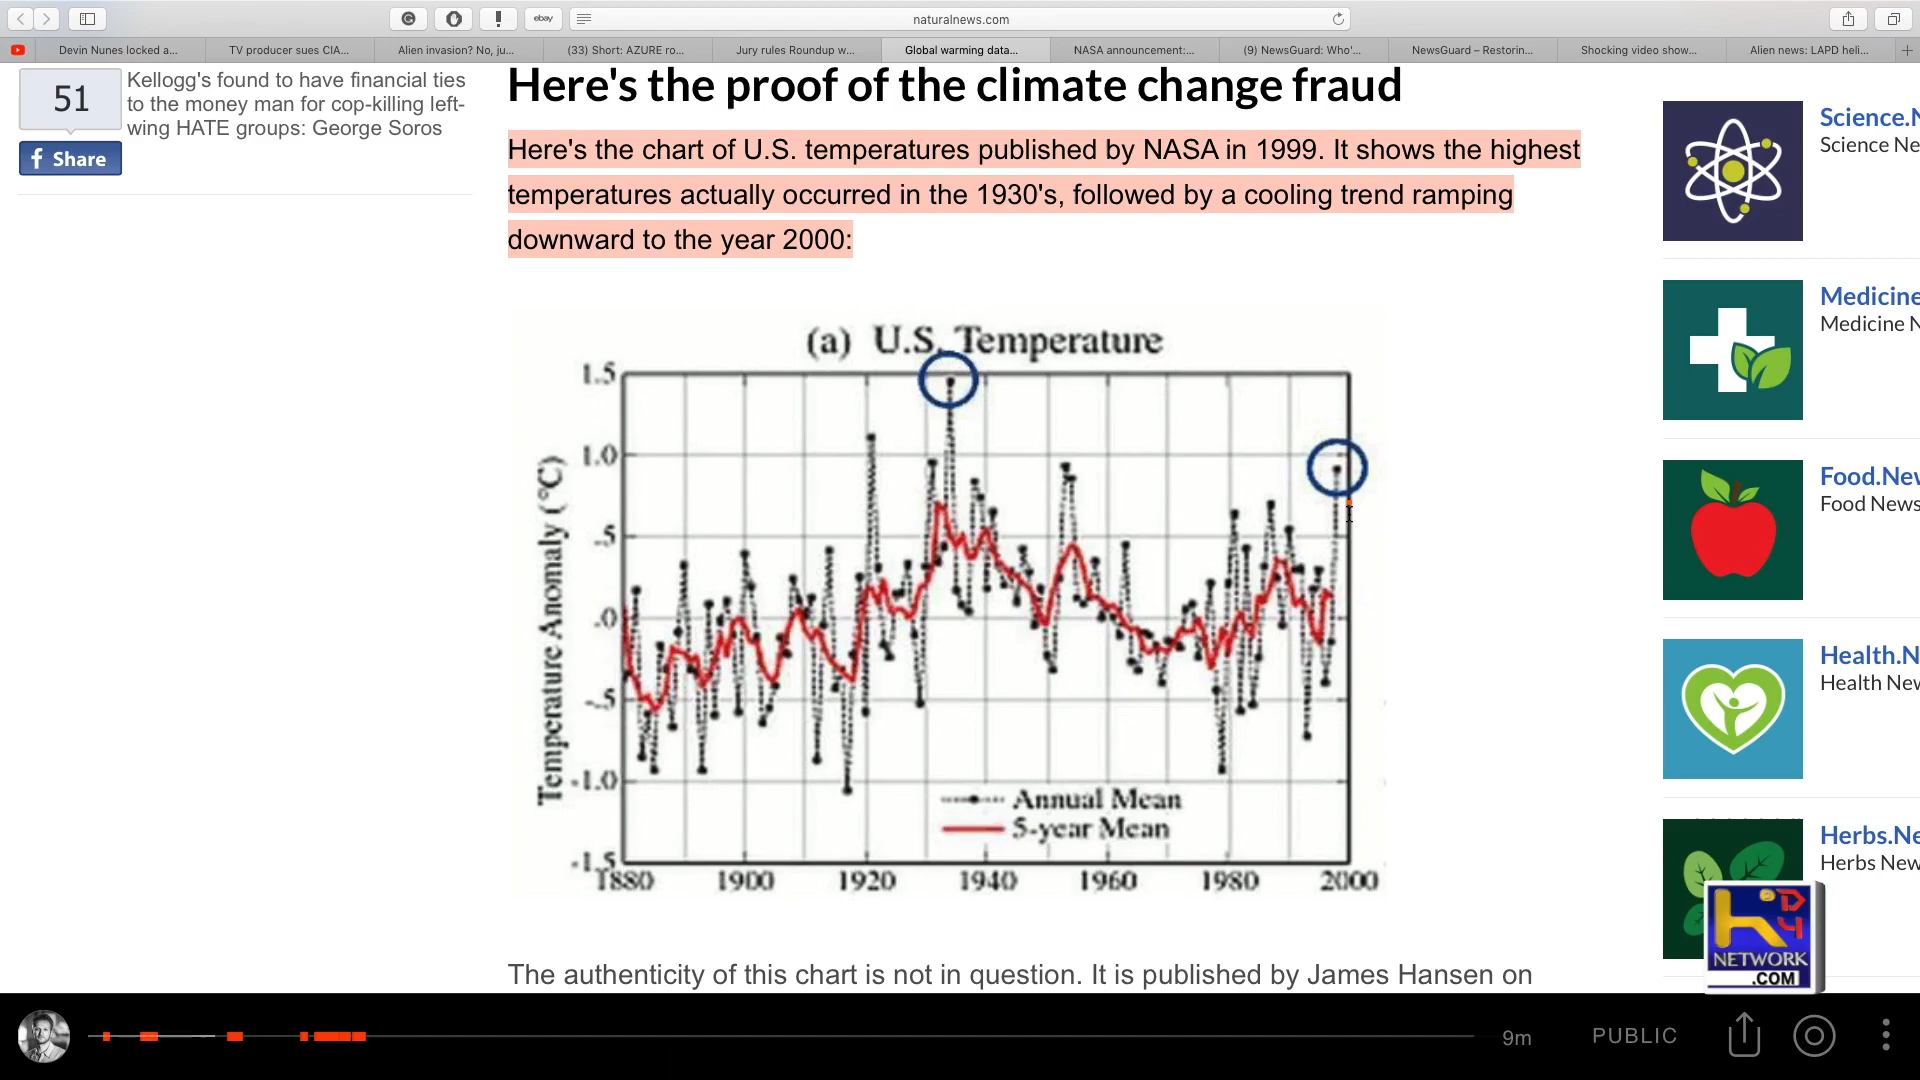 ebay
naturalnews.com
Devin Nunes locked a...
TV producer sues CIA...
Alien invasion? No, ju...
(33) Short: AZURE ro...
Jury rules Roundup w...
Global warming data...
NASA announcement:...
(9) NewsGuard: Who'...
NewsGuard – Restorin...
Shocking video show...
Alien news: LAPD heli...
51
Kellogg's found to have financial ties
to the money man for cop-killing left-
wing HATE groups: George Soros
f Share
Here's the proof of the climate change fraud
Here's the chart of U.S. temperatures published by NASA in 1999. It shows the highest
temperatures actually occurred in the 1930's, followed by a cooling trend ramping
downward to the year 2000:
(a) U.S. Temperature
Temperature Anomaly (°C)
1.5
1.0
.5
.0
-.5
-1.0
-1.5
1880 1900 1920 1940 1960 1980 2000
Annual Mean
5-year Mean
The authenticity of this chart is not in question. It is published by James Hansen on
Science.N
Science Ne
Medicine
Medicine N
Food.Nev
Food News
Health.N
Health Nev
Herbs.Ne
Herbs New
NETWORK
.COM
9m
PUBLIC